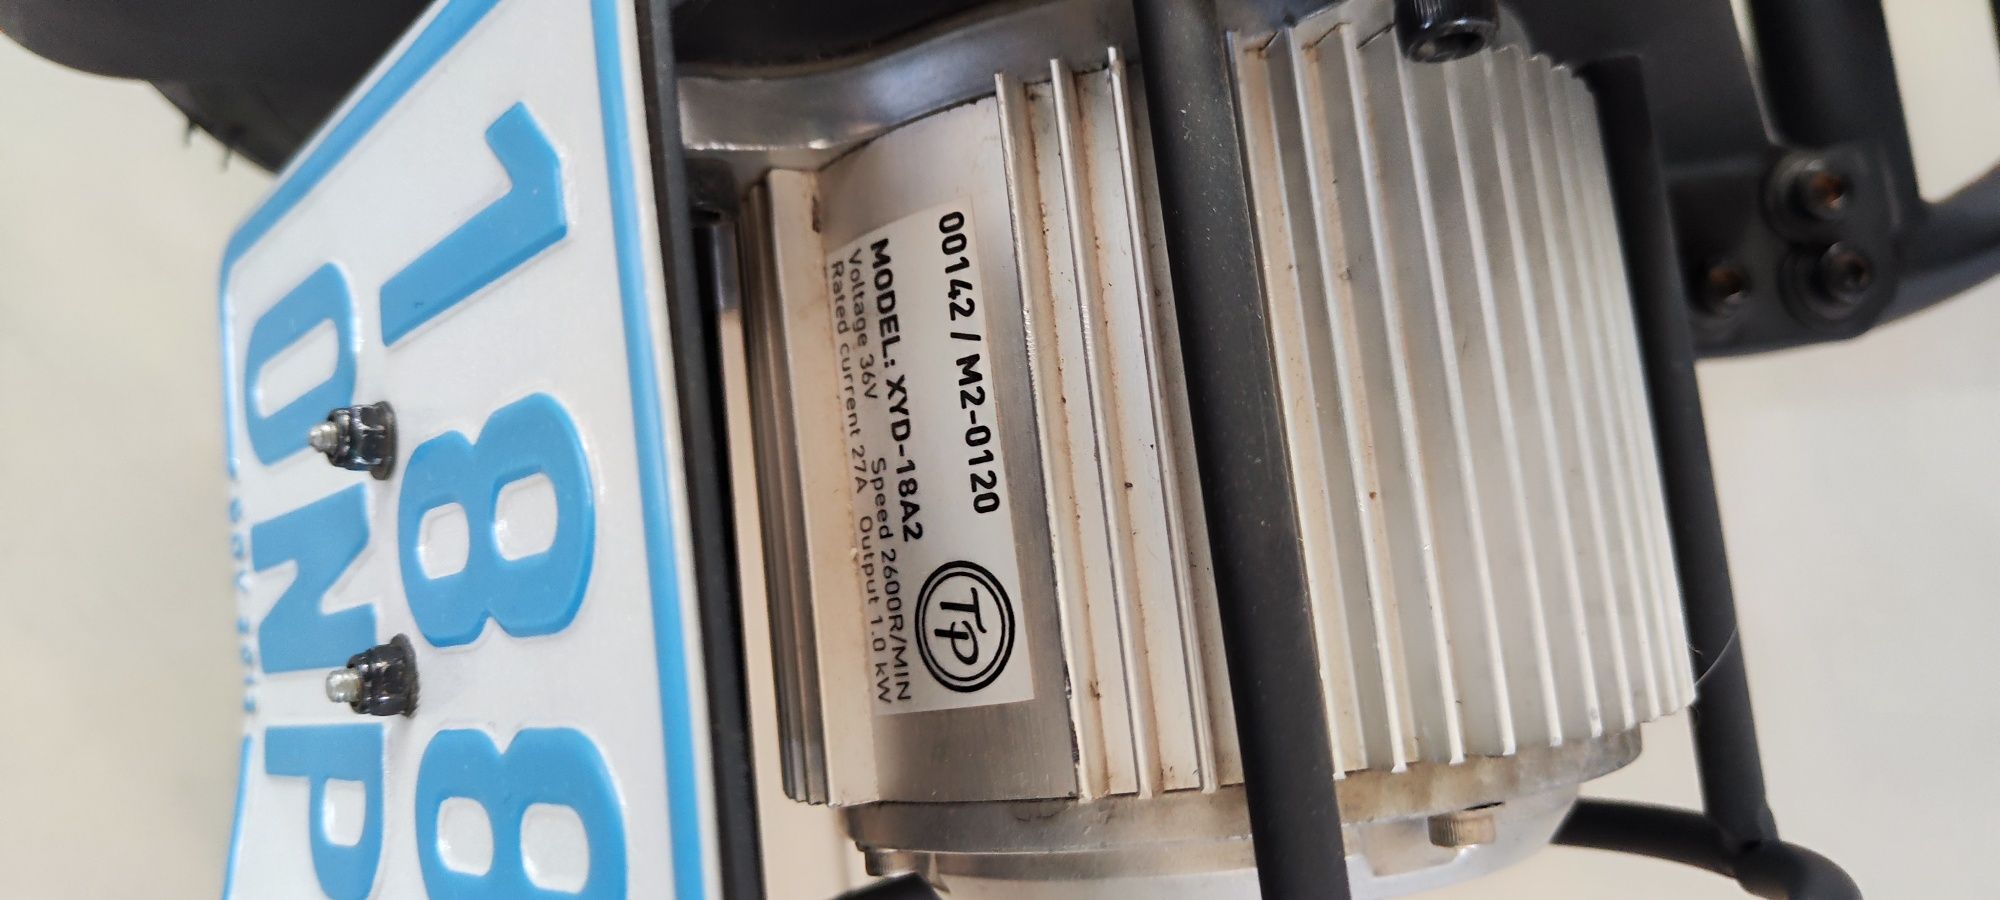 188
ONP
00142 / M2-0120
MODEL: XYD-18A2
Voltage 36V Speed 2600R/MIN
Rated current 27A Output 1.0 kW
TP